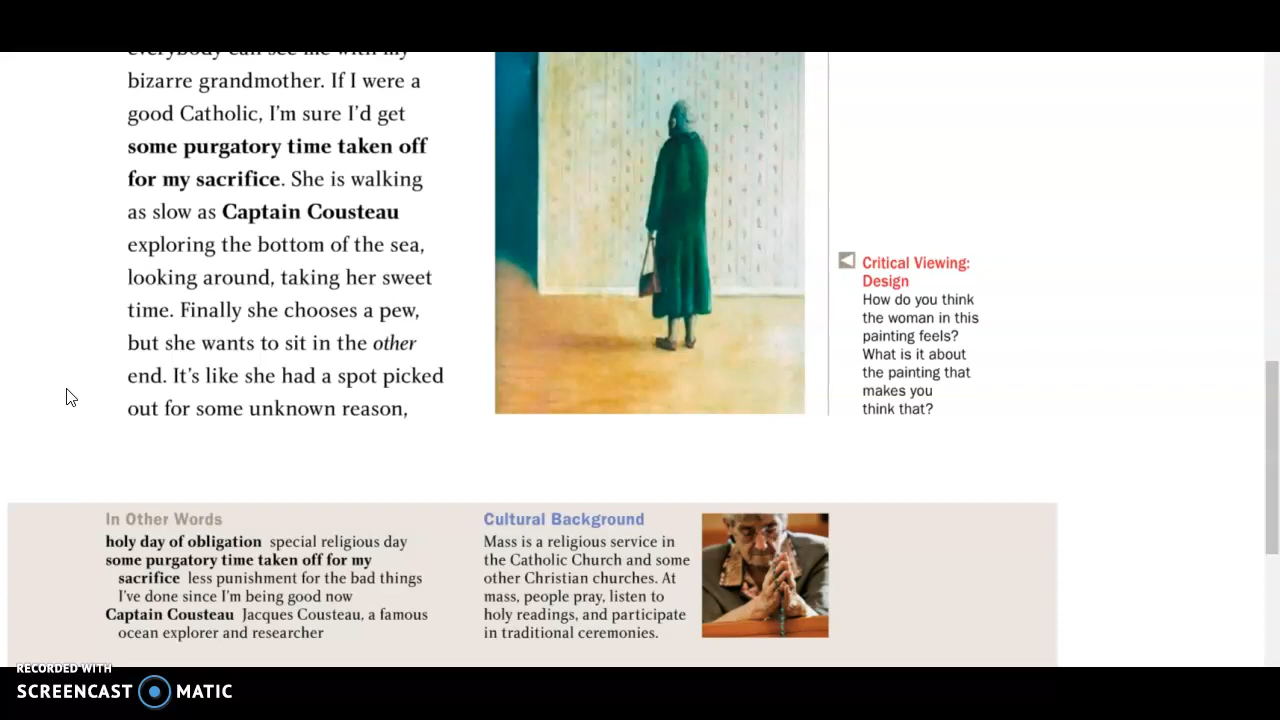 everybody can see me with my
bizarre grandmother. If I were a
good Catholic, I'm sure I'd get
some purgatory time taken off
for my sacrifice. She is walking
as slow as Captain Cousteau
exploring the bottom of the sea,
looking around, taking her sweet
time. Finally she chooses a pew,
but she wants to sit in the other
end. It's like she had a spot picked
out for some unknown reason,
Critical Viewing:
Design
How do you think
the woman in this
painting feels?
What is it about
the painting that
makes you
think that?
In Other Words
holy day of obligation special religious day
some purgatory time taken off for my
sacrifice less punishment for the bad things
I've done since I'm being good now
Captain Cousteau Jacques Cousteau, a famous
ocean explorer and researcher
Cultural Background
Mass is a religious service in
the Catholic Church and some
other Christian churches. At
mass, people pray, listen to
holy readings, and participate
in traditional ceremonies.
RECORDED WITH
SCREENCAST MATIC